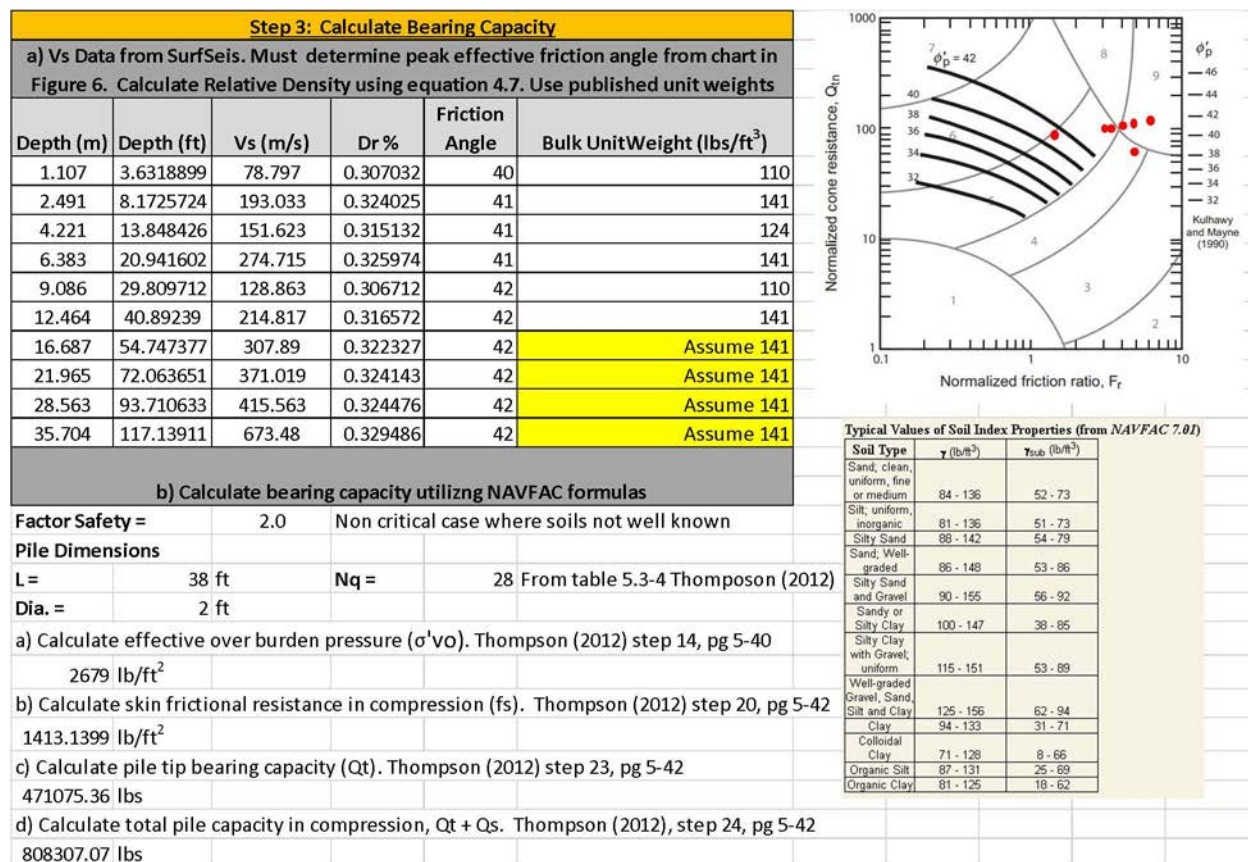 Step 3: Calculate Bearing Capacity
a) Vs Data from SurfSeis. Must determine peak effective friction angle from chart in
Figure 6. Calculate Relative Density using equation 4.7. Use published unit weights
Depth (m) Depth (ft) Vs (m/s) Dr % Friction Angle Bulk UnitWeight (lbs/ft³)
1.107 3.6318899 78.797 0.307032 40 110
2.491 8.1725724 193.033 0.324025 41 141
4.221 13.848426 151.623 0.315132 41 124
6.383 20.941602 274.715 0.325974 41 141
9.086 29.809712 128.863 0.306712 42 110
12.464 40.89239 214.817 0.316572 42 141
16.687 54.747377 307.89 0.322327 42 Assume 141
21.965 72.063651 371.019 0.324143 42 Assume 141
28.563 93.710633 415.563 0.324476 42 Assume 141
35.704 117.13911 673.48 0.329486 42 Assume 141
b) Calculate bearing capacity utilizng NAVFAC formulas
Factor Safety = 2.0 Non critical case where soils not well known
Pile Dimensions
L = 38 ft Nq = 28 From table 5.3-4 Thomposon (2012)
Dia. = 2 ft
a) Calculate effective over burden pressure (σ'vo). Thompson (2012) step 14, pg 5-40
2679 lb/ft²
b) Calculate skin frictional resistance in compression (fs). Thompson (2012) step 20, pg 5-42
1413.1399 lb/ft²
c) Calculate pile tip bearing capacity (Qt). Thompson (2012) step 23, pg 5-42
471075.36 lbs
d) Calculate total pile capacity in compression, Qt + Qs. Thompson (2012), step 24, pg 5-42
808307.07 lbs
Normalized cone resistance, Qtn
1000
100
10
1
0.1 1 10
Normalized friction ratio, Fr
7
8
9
6
4
3
1
2
ϕ'p = 42
40
38
36
34
32
ϕ'p
46
44
42
40
38
36
34
32
Kulhawy
and Mayne
(1990)
Typical Values of Soil Index Properties (from NAVFAC 7.01)
Soil Type γ (lb/ft³) γsub (lb/ft³)
Sand; clean,
uniform, fine
or medium 84 - 136 52 - 73
Silt; uniform,
inorganic 81 - 136 51 - 73
Silty Sand 88 - 142 54 - 79
Sand; Well-
graded 86 - 148 53 - 86
Silty Sand
and Gravel 90 - 155 56 - 92
Sandy or
Silty Clay 100 - 147 38 - 85
Silty Clay
with Gravel;
uniform 115 - 151 53 - 89
Well-graded
Gravel, Sand,
Silt and Clay 125 - 156 62 - 94
Clay 94 - 133 31 - 71
Colloidal
Clay 71 - 128 8 - 66
Organic Silt 87 - 131 25 - 69
Organic Clay 81 - 125 18 - 62